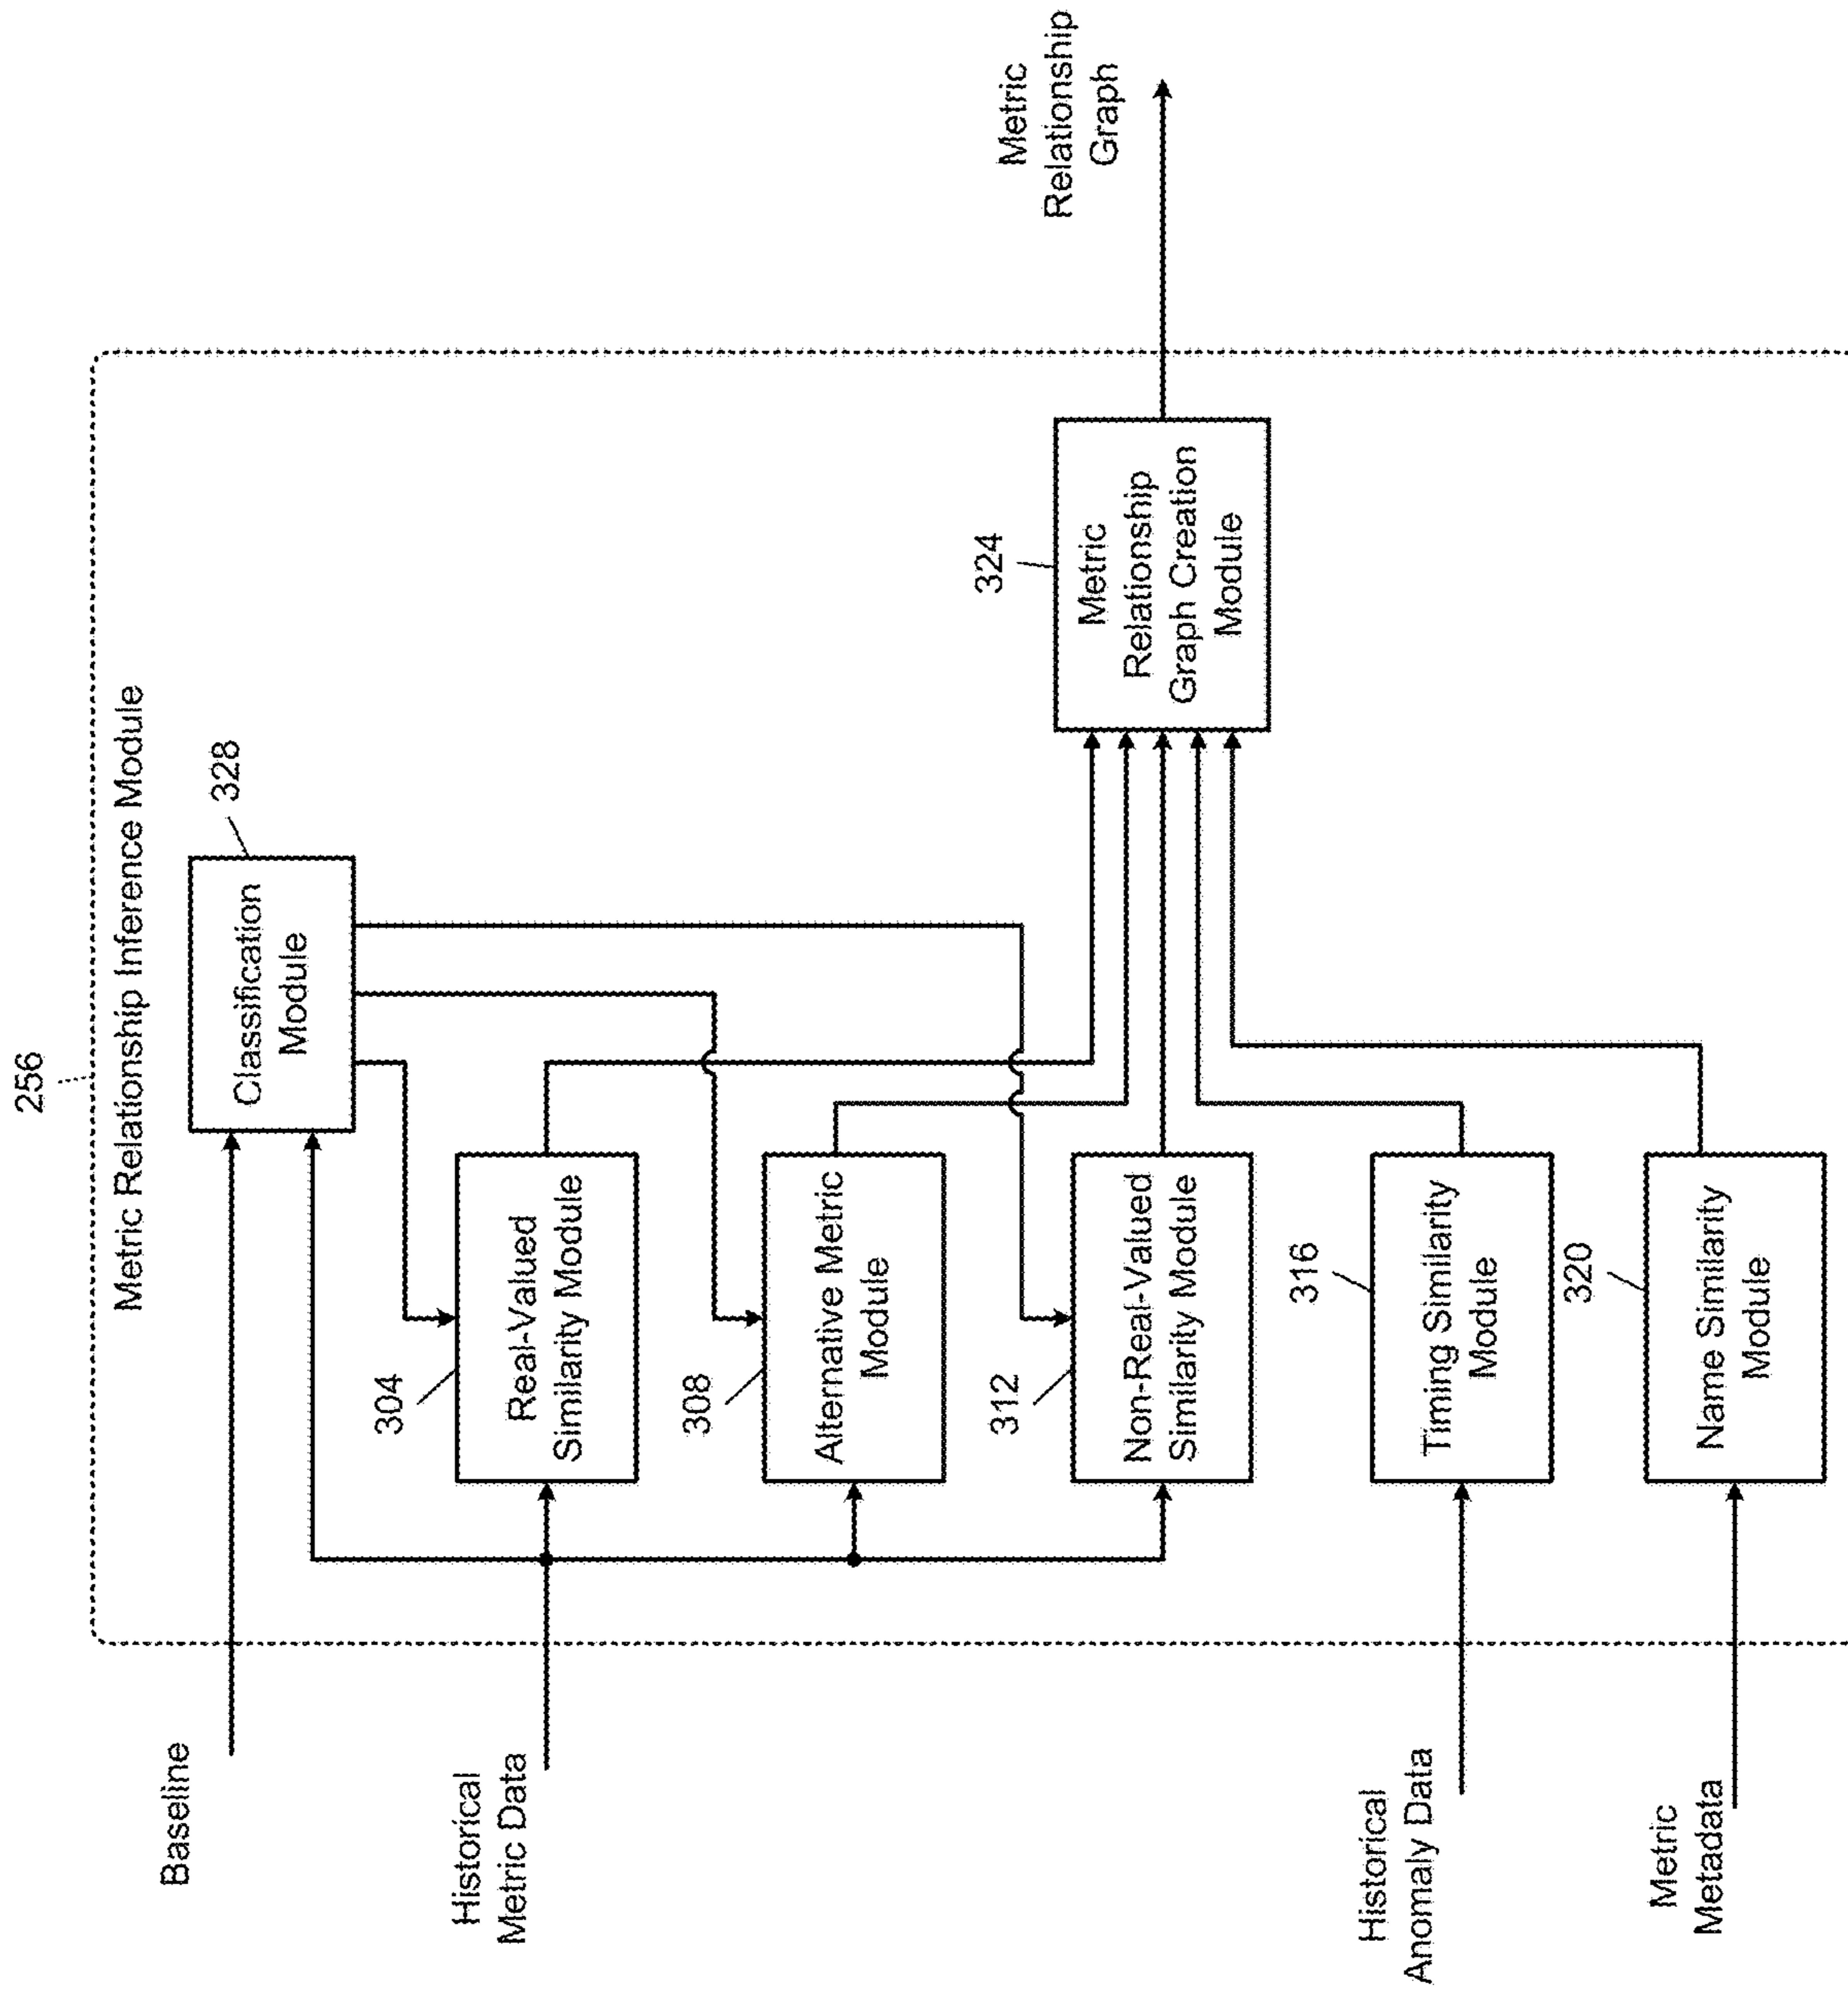 256
Metric Relationship Inference Module
Baseline
Classification
Module
328
Historical
Metric Data
304
Real-Valued
Similarity Module
308
Alternative Metric
Module
312
Non-Real-Valued
Similarity Module
324
Metric
Relationship
Graph Creation
Module
Metric
Relationship
Graph
Historical
Anomaly Data
316
Timing Similarity
Module
Metric
Metadata
320
Name Similarity
Module